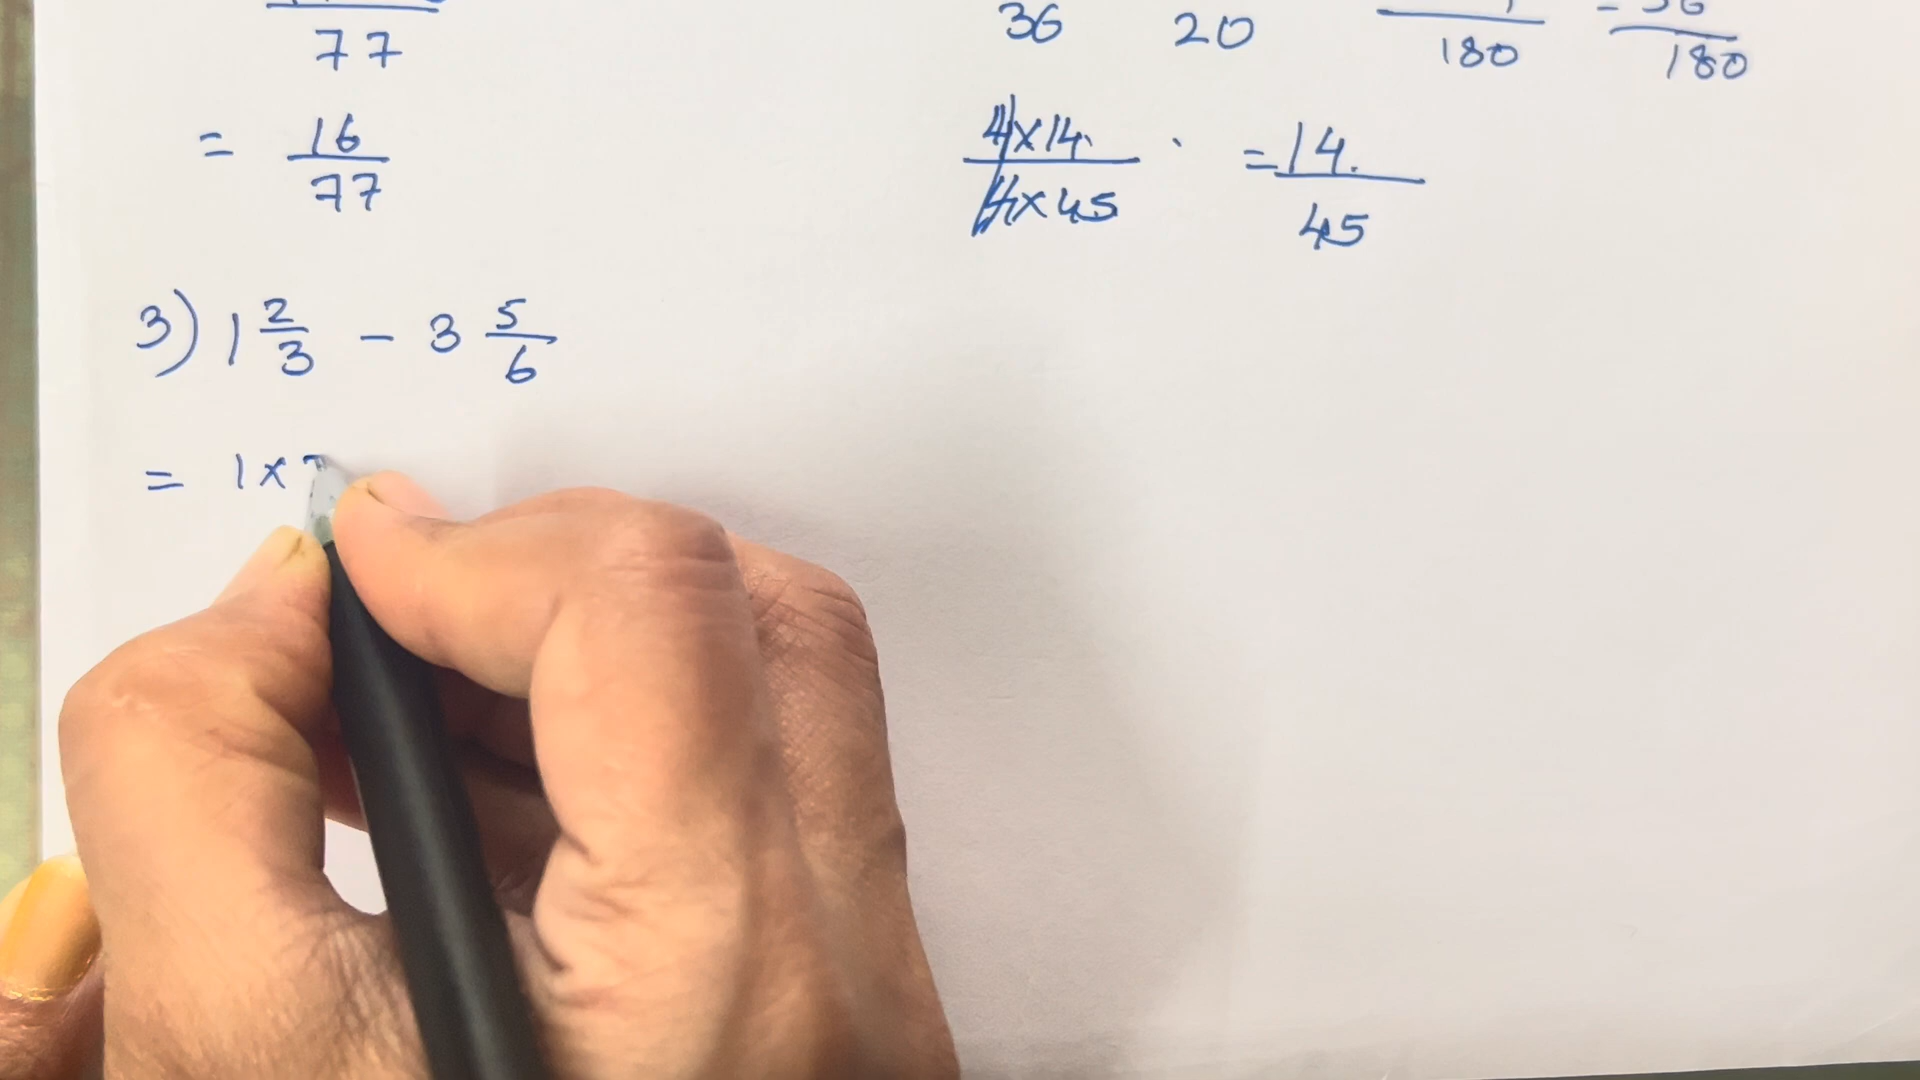 77
= 16/77
3) 1 2/3 - 3 5/6
= 1 ×
36 20 180 180
4×14/4×45 = 14/45